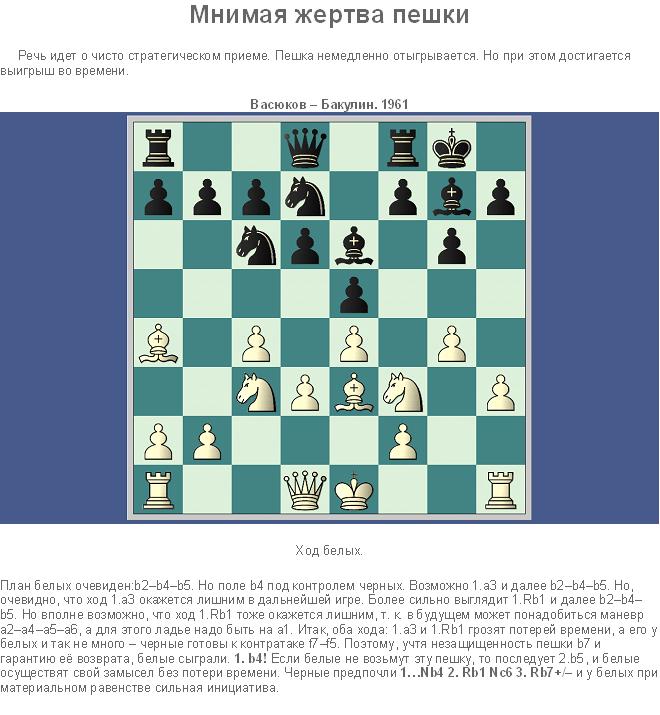 Мнимая жертва пешки
Речь идет о чисто стратегическом приеме. Пешка немедленно отыгрывается. Но при этом достигается
выигрыш во времени.
Васюков – Бакулин. 1961
Ход белых.
План белых очевиден:b2–b4–b5. Но поле b4 под контролем черных. Возможно 1.a3 и далее b2–b4–b5. Но,
очевидно, что ход 1.a3 окажется лишним в дальнейшей игре. Более сильно выглядит 1.Rb1 и далее b2–b4–
b5. Но вполне возможно, что ход 1.Rb1 тоже окажется лишним, т. к. в будущем может понадобиться маневр
a2–a4–a5–a6, а для этого ладье надо быть на a1. Итак, оба хода: 1.a3 и 1.Rb1 грозят потерей времени, а его у
белых и так не много – черные готовы к контратаке f7–f5. Поэтому, учтя незащищенность пешки b7 и
гарантию её возврата, белые сыграли. 1. b4! Если белые не возьмут эту пешку, то последует 2.b5, и белые
осуществят свой замысел без потери времени. Черные предпочли 1…Nb4 2. Rb1 Nc6 3. Rb7+/– и у белых при
материальном равенстве сильная инициатива.